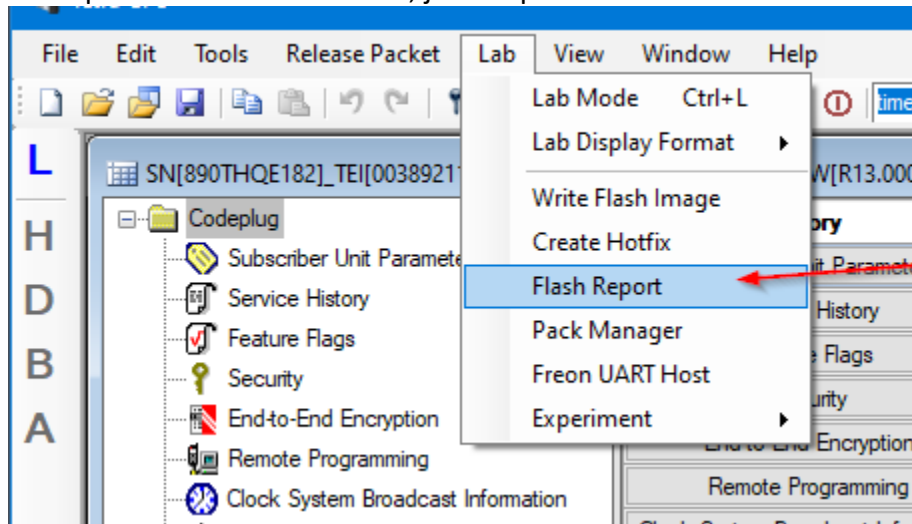 File Edit Tools Release Packet Lab View Window Help
Lab Mode Ctrl+L
Lab Display Format
Write Flash Image
Create Hotfix
Flash Report
Pack Manager
Freon UART Host
Experiment
time
L
H
D
B
A
SN[890THQE182]_TEI[0038921
W[R13.000
Codeplug
Subscriber Unit Paramete
Service History
Feature Flags
Security
End-to-End Encryption
Remote Programming
Clock System Broadcast Information
ory
it Paramet
History
Flags
urity
End to End Encryption
Remote Programming